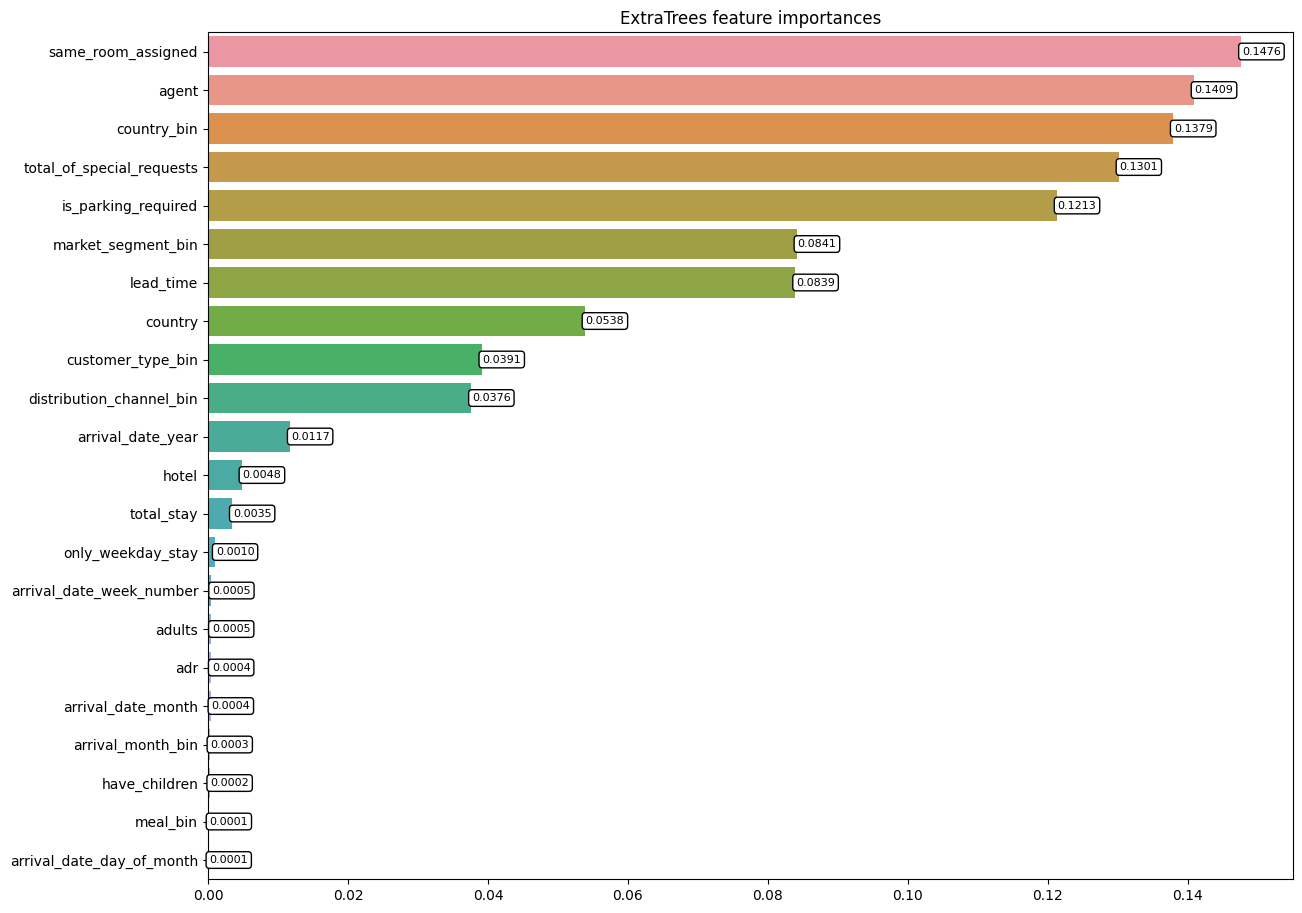 ExtraTrees feature importances
same_room_assigned 0.1476
agent 0.1409
country_bin 0.1379
total_of_special_requests 0.1301
is_parking_required 0.1213
market_segment_bin 0.0841
lead_time 0.0839
country 0.0538
customer_type_bin 0.0391
distribution_channel_bin 0.0376
arrival_date_year 0.0117
hotel 0.0048
total_stay 0.0035
only_weekday_stay 0.0010
arrival_date_week_number 0.0005
adults 0.0005
adr 0.0004
arrival_date_month 0.0004
arrival_month_bin 0.0003
have_children 0.0002
meal_bin 0.0001
arrival_date_day_of_month 0.0001
0.00 0.02 0.04 0.06 0.08 0.10 0.12 0.14